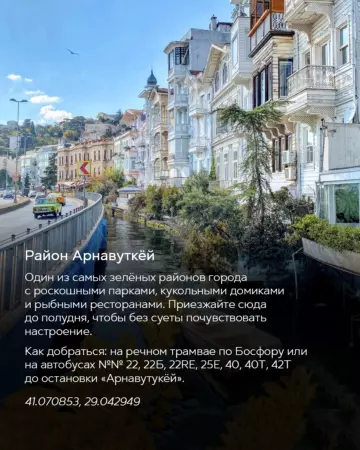 Район Арнавуткёй
Один из самых зелёных районов города
с роскошными парками, кукольными домиками
и рыбными ресторанами. Приезжайте сюда
до полудня, чтобы без суеты почувствовать
настроение.
Как добраться: на речном трамвае по Босфору или
на автобусах №№ 22, 22Б, 22RE, 25E, 40, 40T, 42T
до остановки «Арнавутукёй».
41.070853, 29.042949